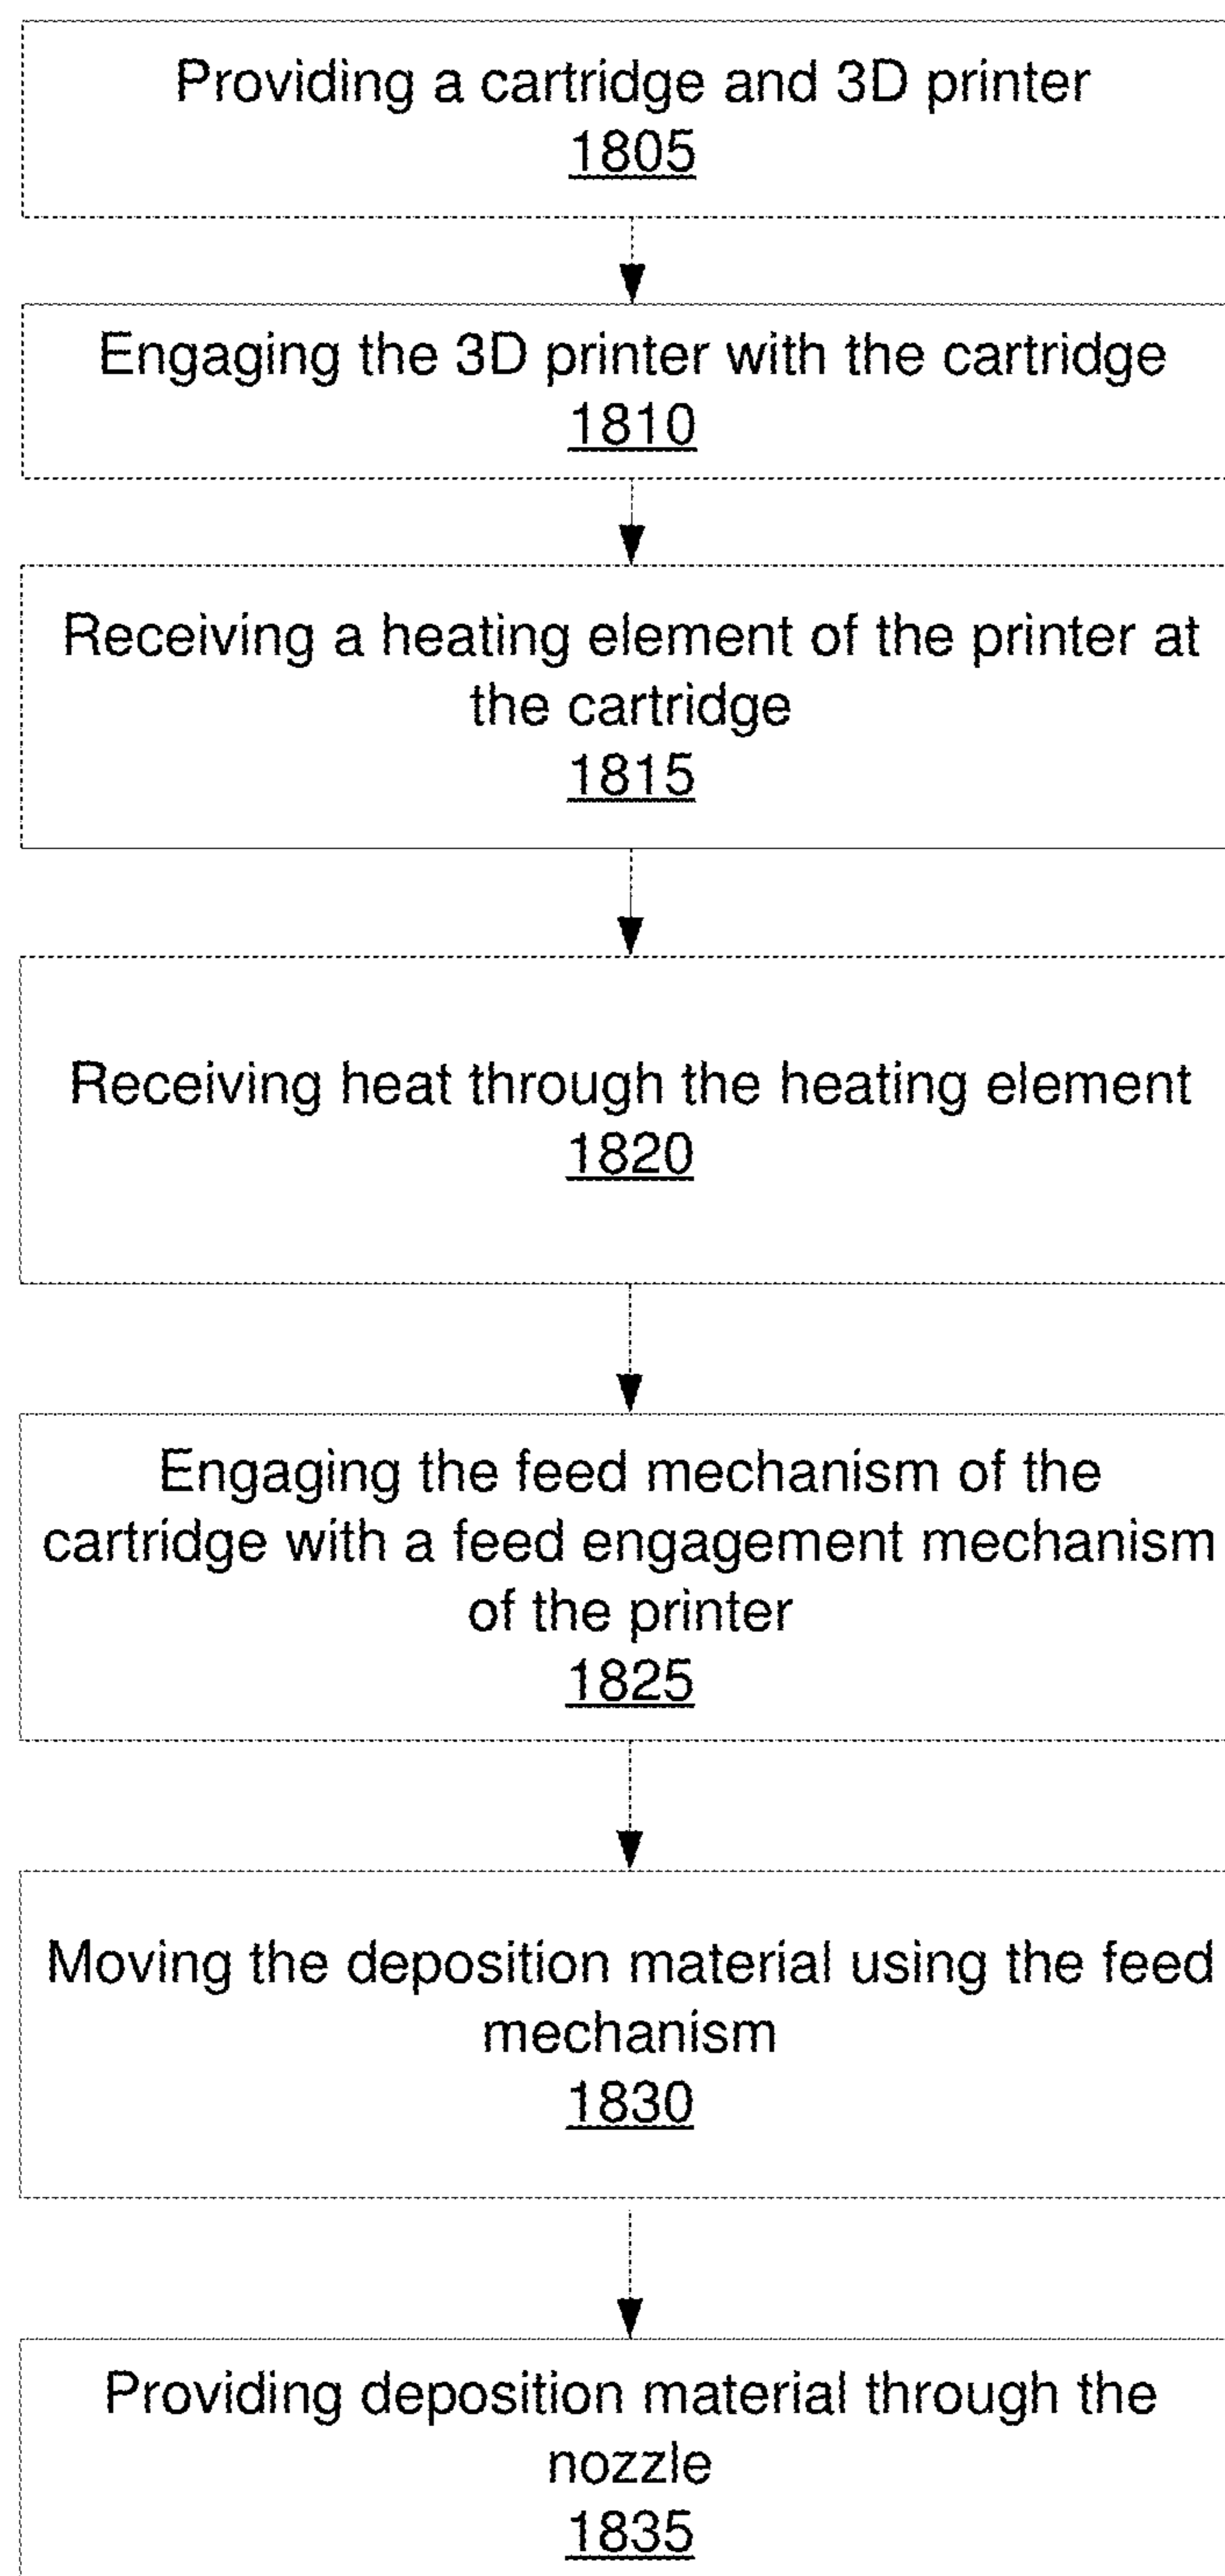 Providing a cartridge and 3D printer
1805
Engaging the 3D printer with the cartridge
1810
Receiving a heating element of the printer at
the cartridge
1815
Receiving heat through the heating element
1820
Engaging the feed mechanism of the
cartridge with a feed engagement mechanism
of the printer
1825
Moving the deposition material using the feed
mechanism
1830
Providing deposition material through the
nozzle
1835